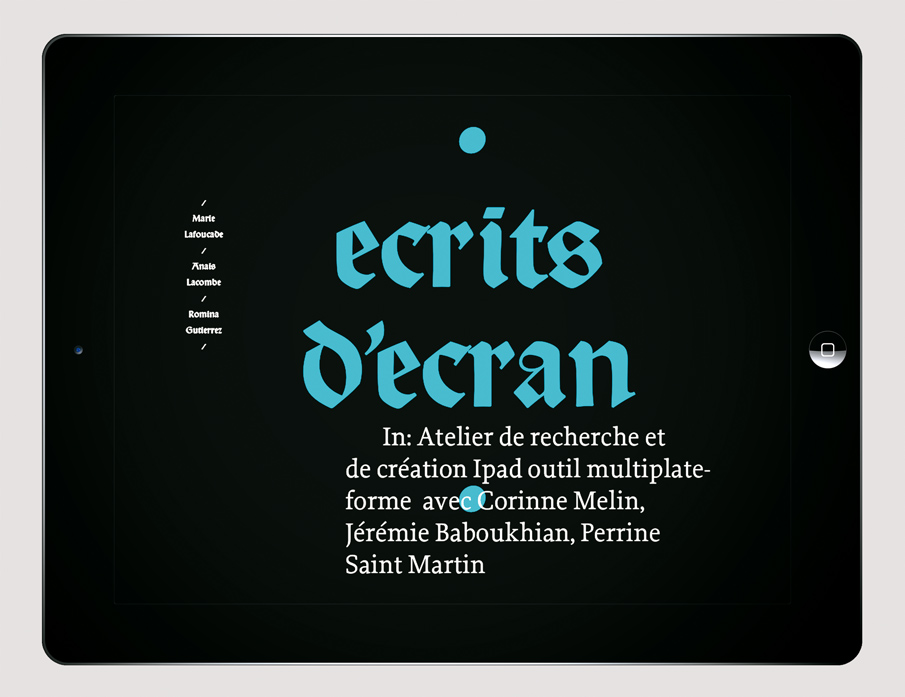 /
Marie
Lafoucade
/
Anais
Lacombe
/
Romina
Gutierrez
/
ecrits
d'ecran
In: Atelier de recherche et
de création Ipad outil multiplate-
forme avec Corinne Melin,
Jérémie Baboukhian, Perrine
Saint Martin